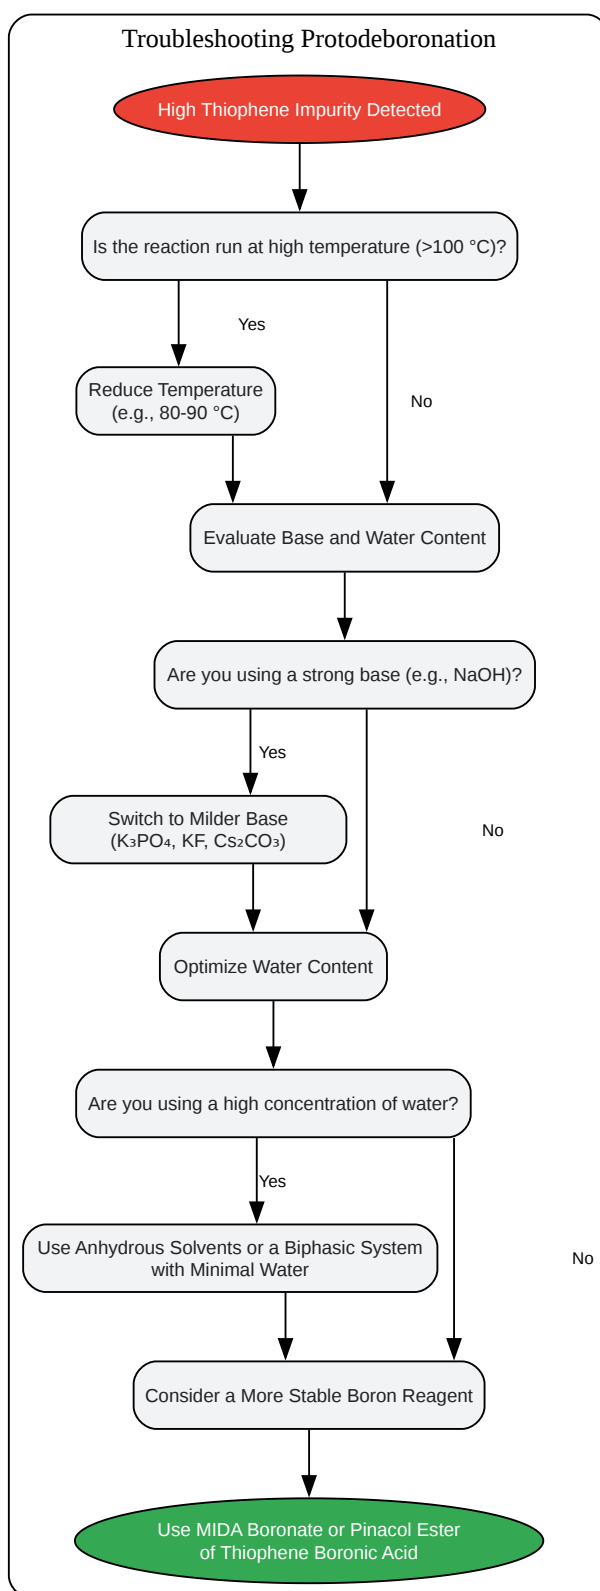 Troubleshooting Protodeboronation
High Thiophene Impurity Detected
Is the reaction run at high temperature (>100 °C)?
Yes
Reduce Temperature
(e.g., 80-90 °C)
No
Evaluate Base and Water Content
Are you using a strong base (e.g., NaOH)?
Yes
Switch to Milder Base
(K₃PO₄, KF, Cs₂CO₃)
No
Optimize Water Content
Are you using a high concentration of water?
Yes
Use Anhydrous Solvents or a Biphasic System
with Minimal Water
No
Consider a More Stable Boron Reagent
Use MIDA Boronate or Pinacol Ester
of Thiophene Boronic Acid